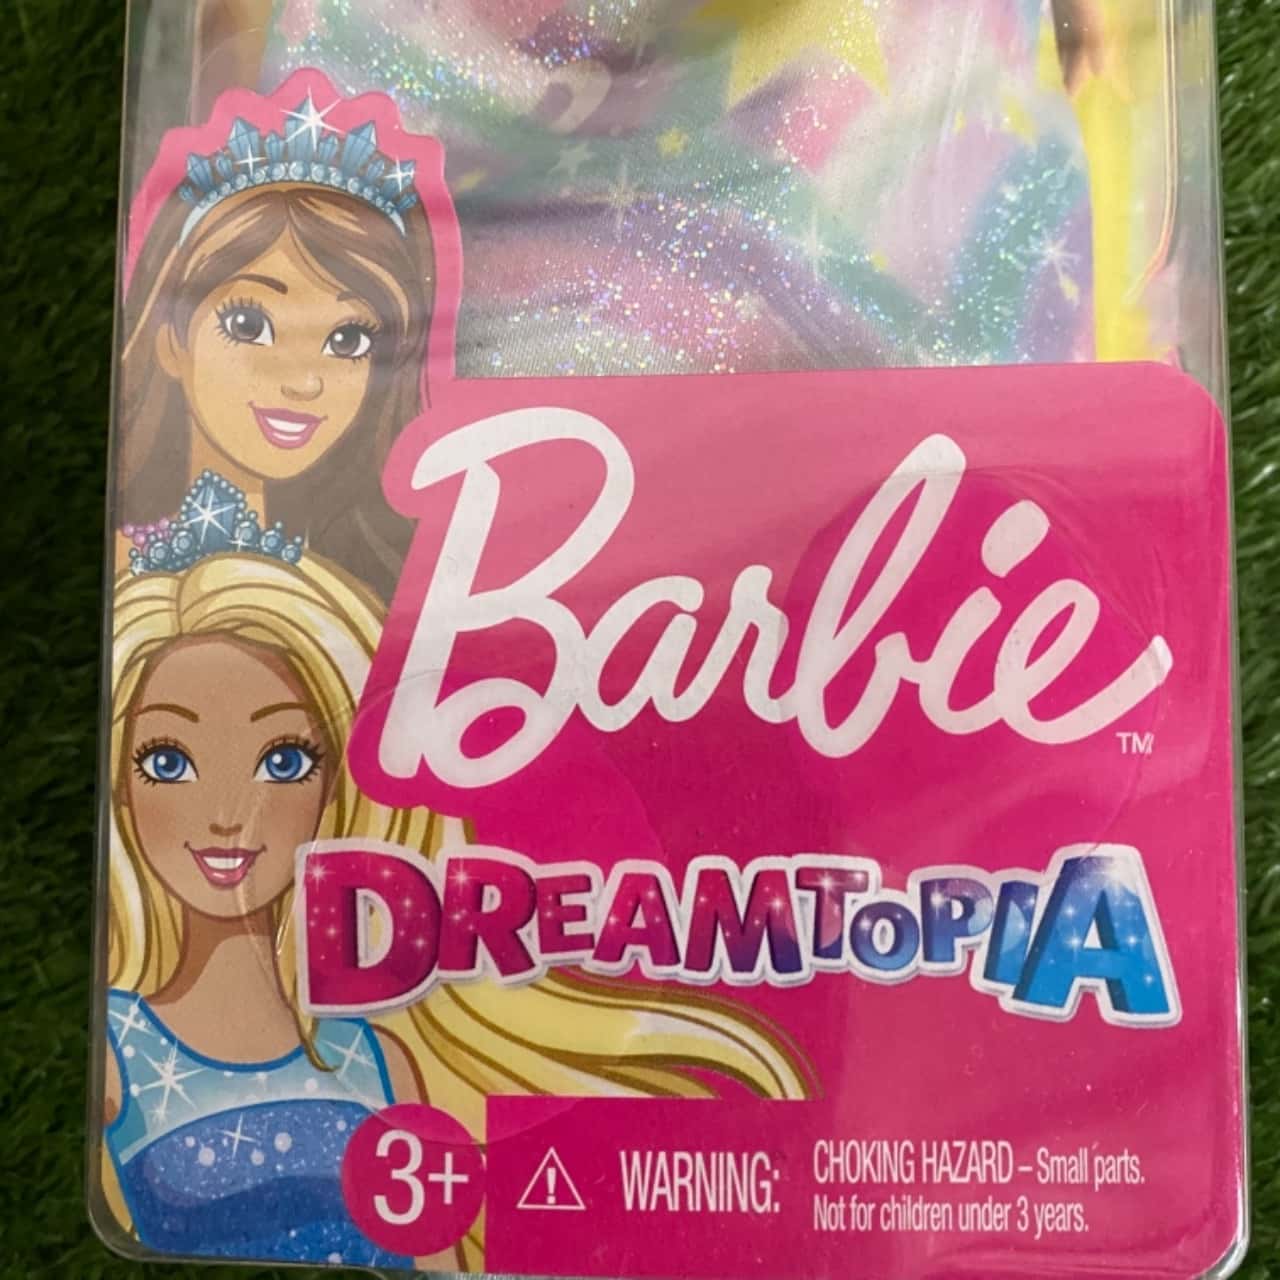 Barbie
TM
DREAMTOPIA
3+
WARNING:
CHOKING HAZARD – Small parts.
Not for children under 3 years.